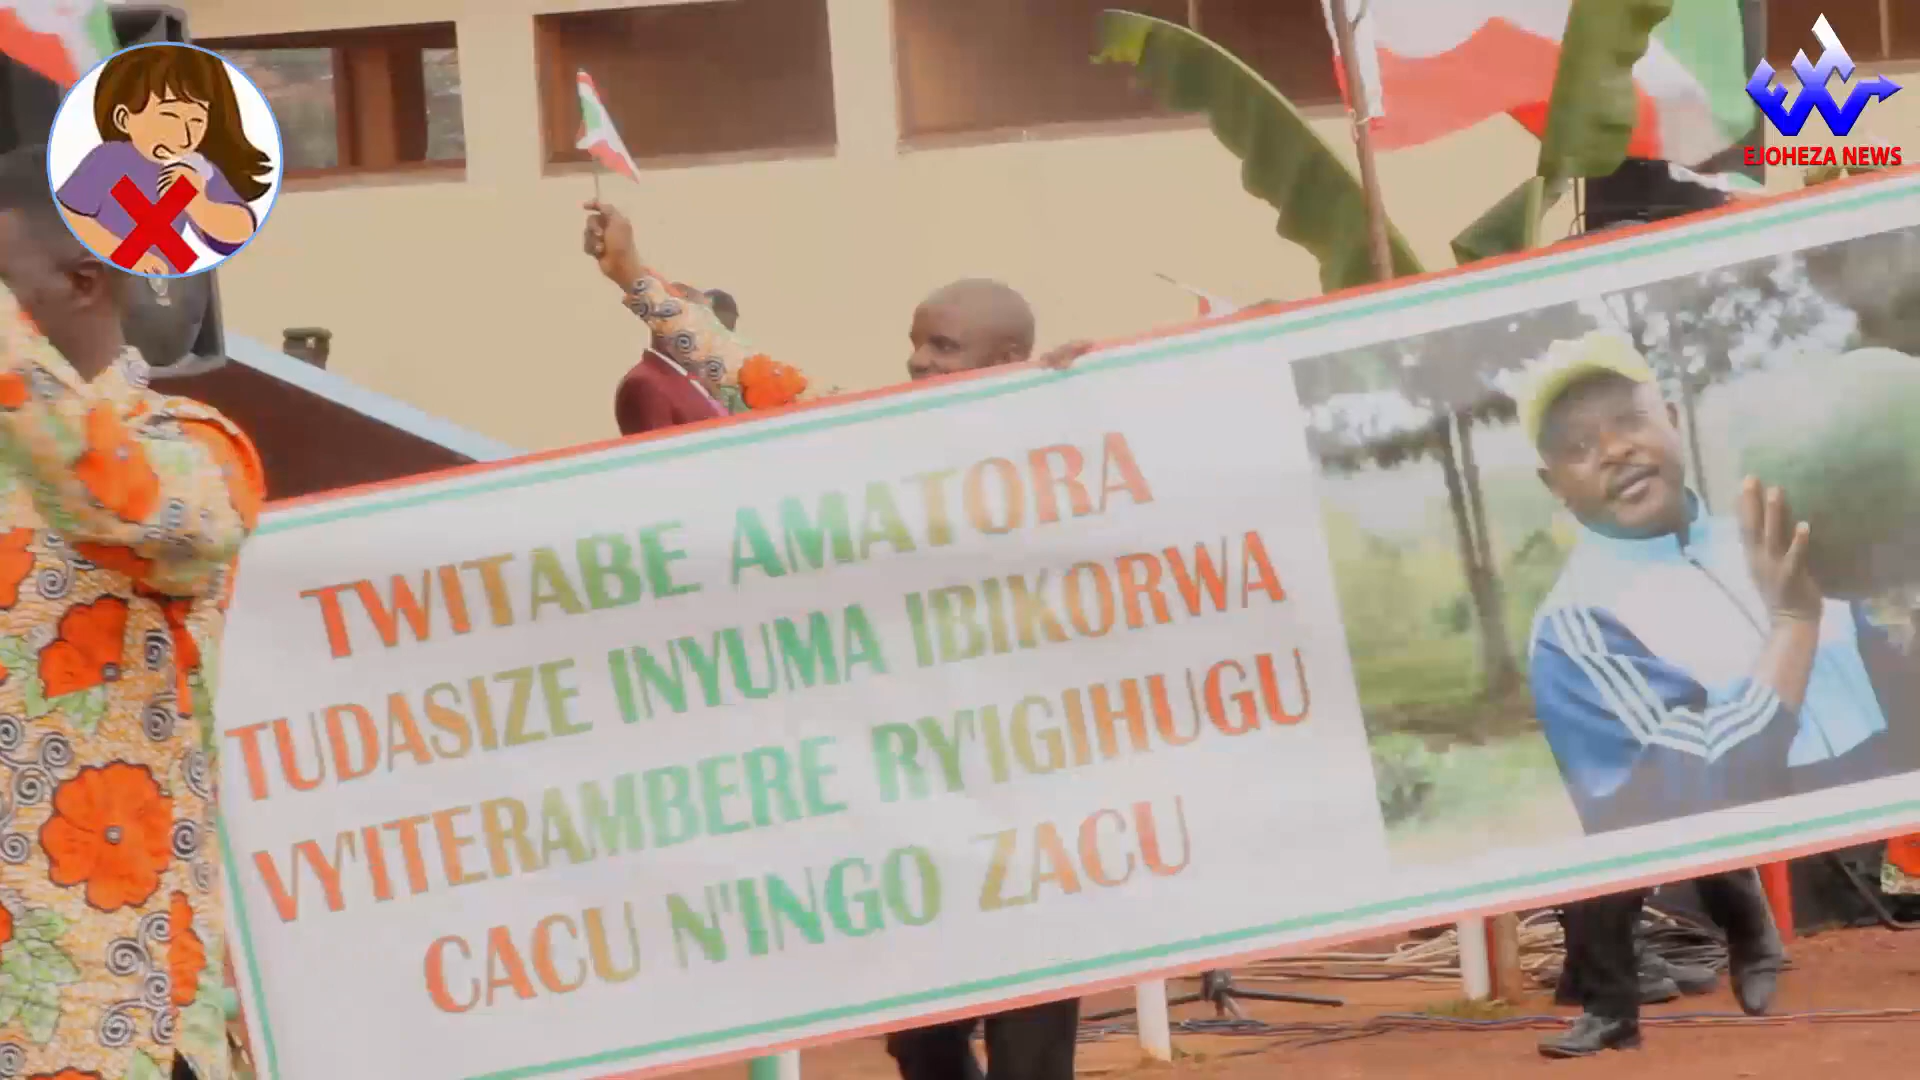 EJOHEZA NEWS
TWITABE AMATORA
TUDASIZE INYUMA IBIKORWA
VY'ITERAMBERE RY'IGIHUGU
CACU N'INGO ZACU